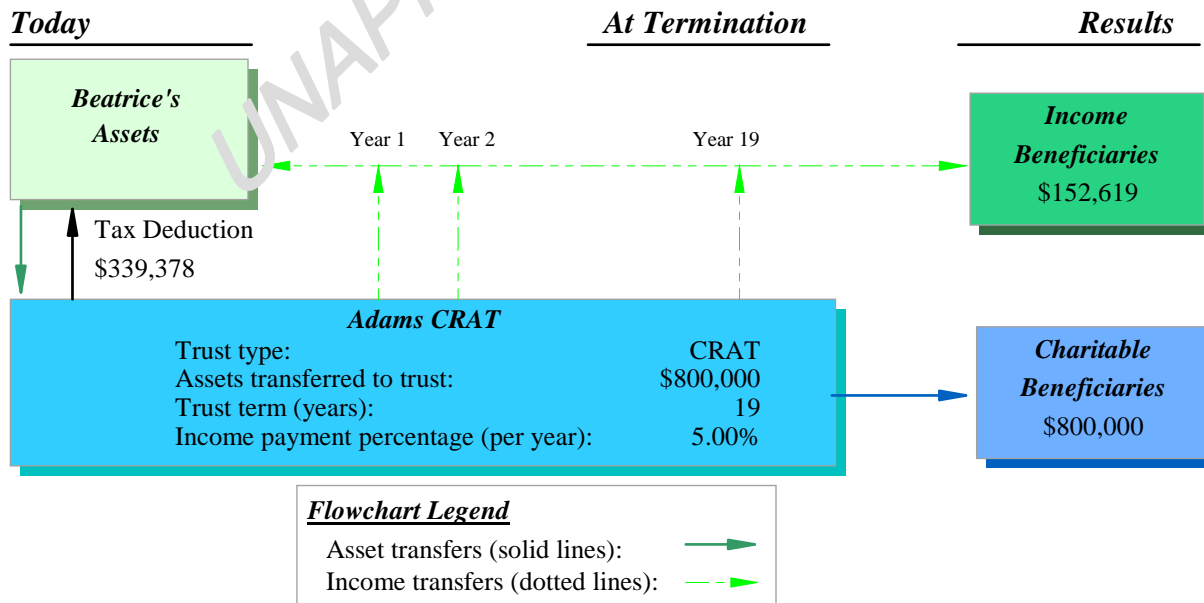 Today
At Termination
Results
Beatrice's
Assets
Year 1
Year 2
Year 19
Income
Beneficiaries
$152,619
Tax Deduction
$339,378
Adams CRAT
Trust type: CRAT
Assets transferred to trust: $800,000
Trust term (years): 19
Income payment percentage (per year): 5.00%
Charitable
Beneficiaries
$800,000
Flowchart Legend
Asset transfers (solid lines):
Income transfers (dotted lines):